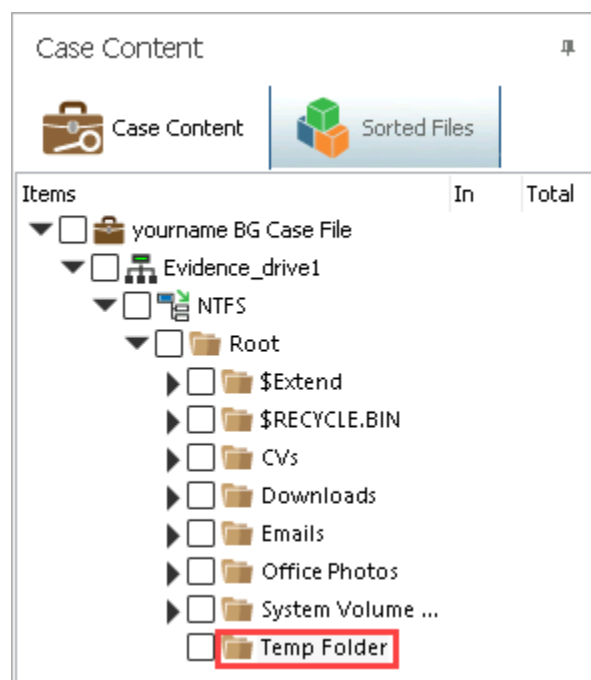 Case Content
Case Content Sorted Files
Items In Total
yourname BG Case File
Evidence_drive1
NTFS
Root
$Extend
$RECYCLE.BIN
CVs
Downloads
Emails
Office Photos
System Volume ...
Temp Folder